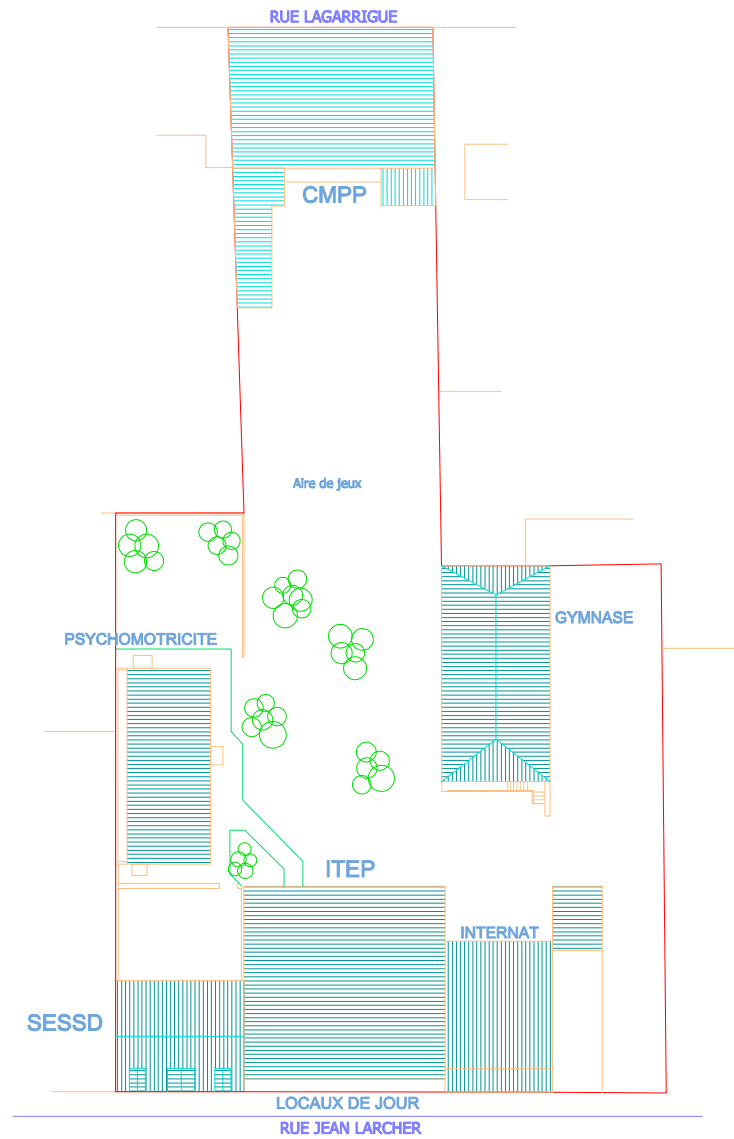 RUE LAGARRIGUE
CMPP
Aire de jeux
GYMNASE
PSYCHOMOTRICITE
ITEP
INTERNAT
SESSD
LOCAUX DE JOUR
RUE JEAN LARCHER